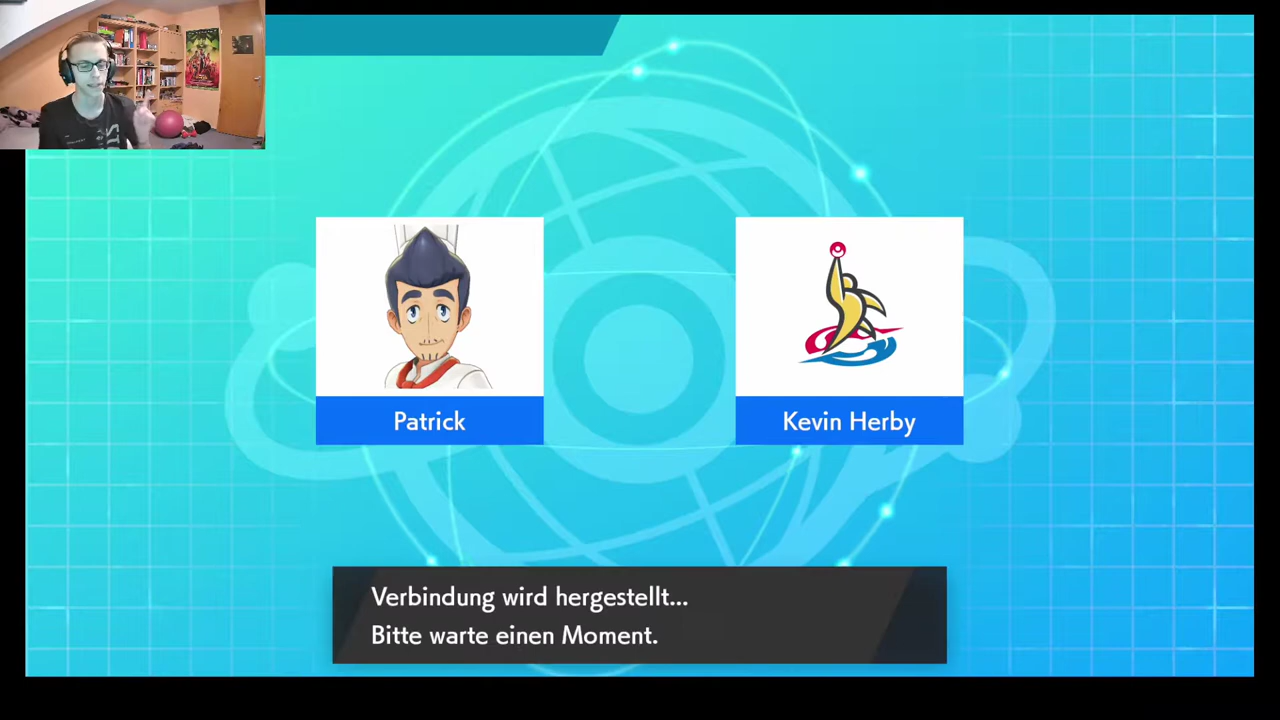 Patrick
Kevin Herby
Verbindung wird hergestellt...
Bitte warte einen Moment.